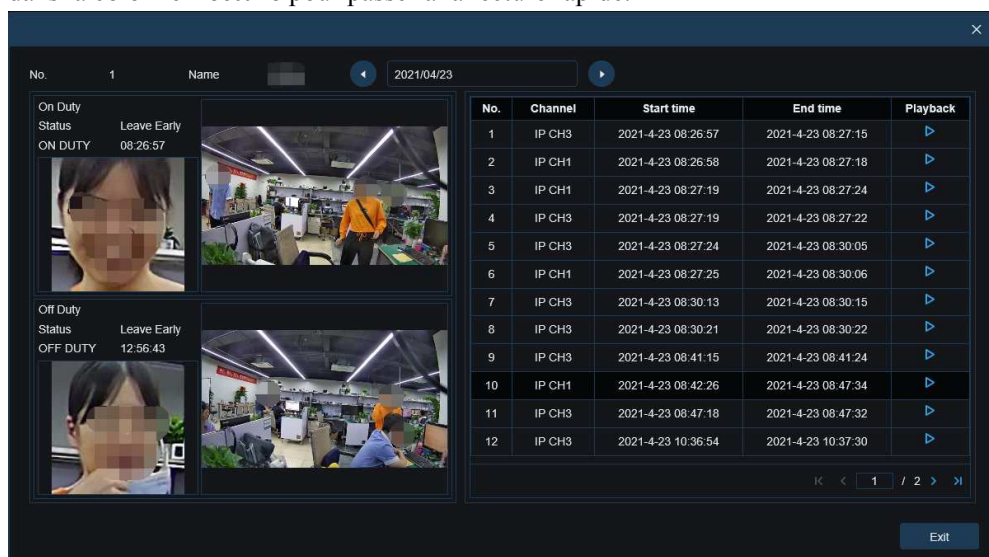 No. 1 Name 2021/04/23
On Duty
Status Leave Early
ON DUTY 08:26:57
Off Duty
Status Leave Early
OFF DUTY 12:56:43
No. Channel Start time End time Playback
1 IP CH3 2021-4-23 08:26:57 2021-4-23 08:27:15
2 IP CH1 2021-4-23 08:26:58 2021-4-23 08:27:18
3 IP CH1 2021-4-23 08:27:19 2021-4-23 08:27:24
4 IP CH3 2021-4-23 08:27:19 2021-4-23 08:27:22
5 IP CH3 2021-4-23 08:27:24 2021-4-23 08:30:05
6 IP CH1 2021-4-23 08:27:25 2021-4-23 08:30:06
7 IP CH3 2021-4-23 08:30:13 2021-4-23 08:30:15
8 IP CH3 2021-4-23 08:30:21 2021-4-23 08:30:22
9 IP CH3 2021-4-23 08:41:15 2021-4-23 08:41:24
10 IP CH1 2021-4-23 08:42:26 2021-4-23 08:47:34
11 IP CH3 2021-4-23 08:47:18 2021-4-23 08:47:32
12 IP CH3 2021-4-23 10:36:54 2021-4-23 10:37:30
1 / 2
Exit